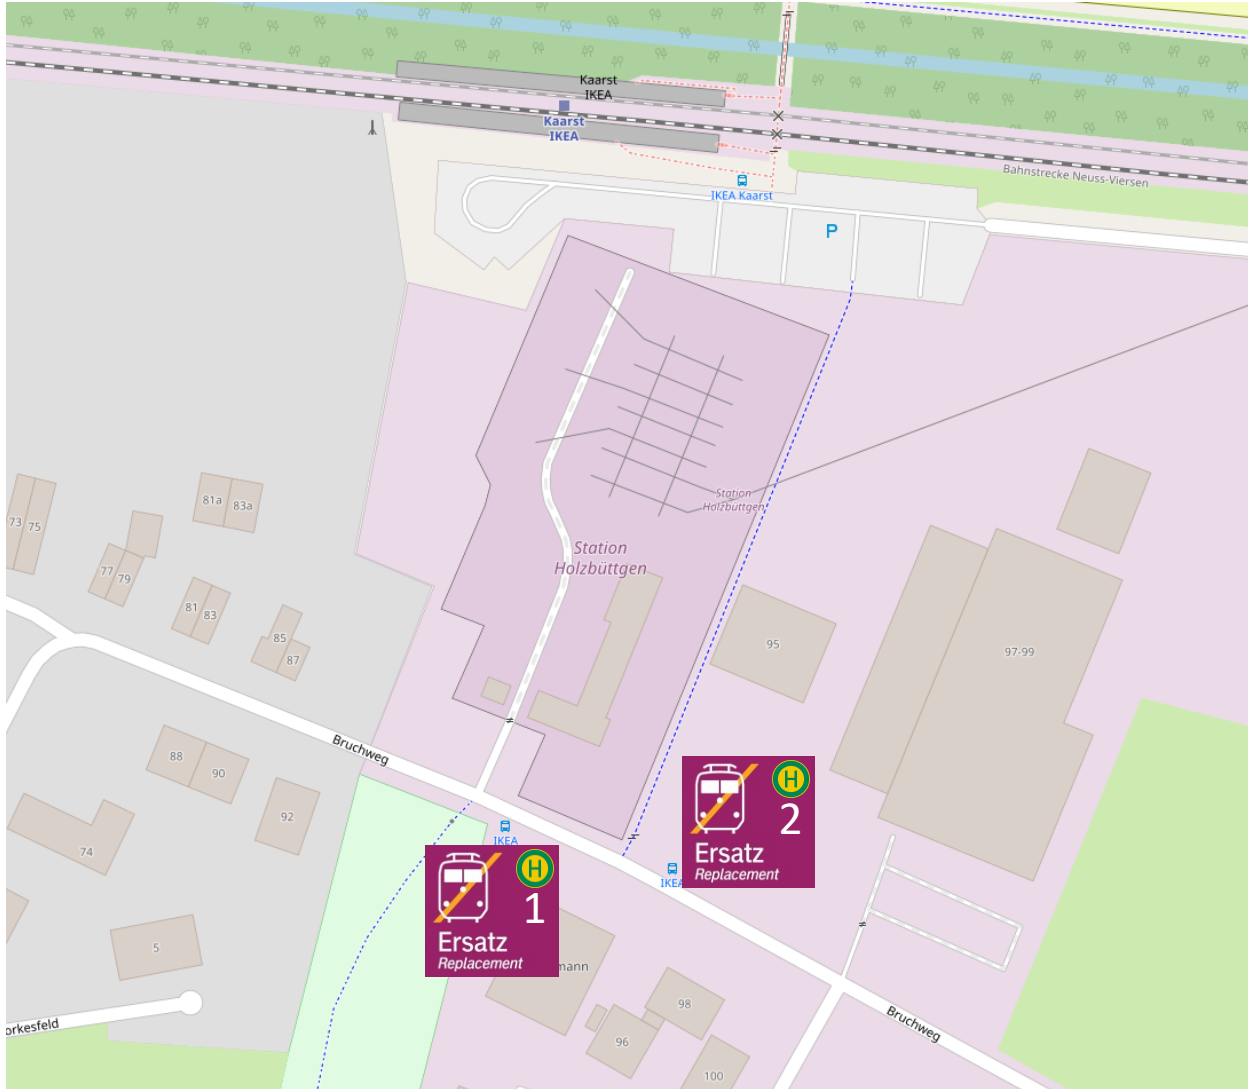 Kaarst
IKEA
Kaarst
IKEA
Bahnstrecke Neuss-Viersen
IKEA Kaarst
P
81a
83a
73
75
Station
Holzbüttgen
77
79
Station
Holzbüttgen
81
83
85
87
95
97-99
Bruchweg
88
90
92
74
IKEA
H
2
Ersatz
Replacement
IKEA
H
1
Ersatz
Replacement
5
mann
98
96
100
Bruchweg
orkesfeld